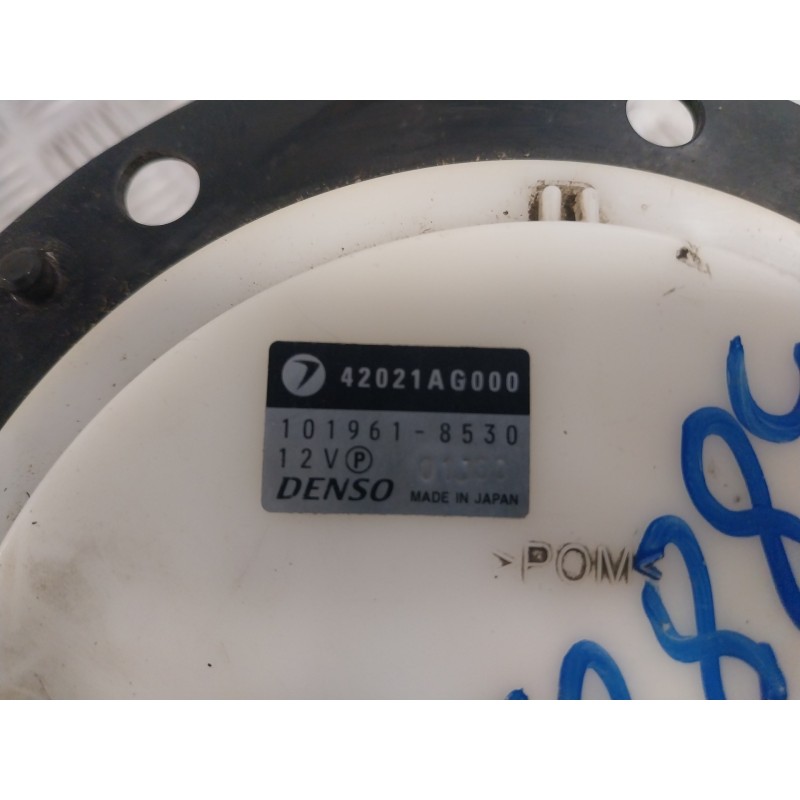 42021AG000
101961-8530
12V Ⓟ
DENSO MADE IN JAPAN
>POM<